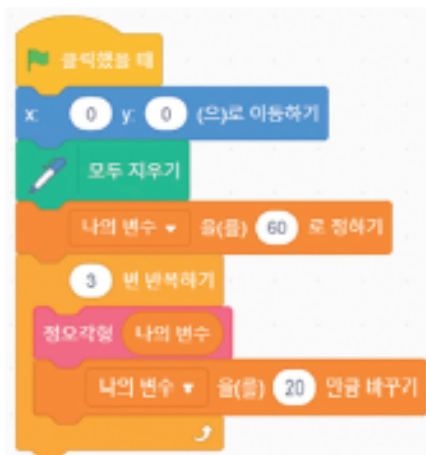 클릭했을 때
x: 0 y: 0 (으)로 이동하기
모두 지우기
나의 변수 을(를) 60 로 정하기
3 번 반복하기
정오각형 나의 변수
나의 변수 을(를) 20 만큼 바꾸기